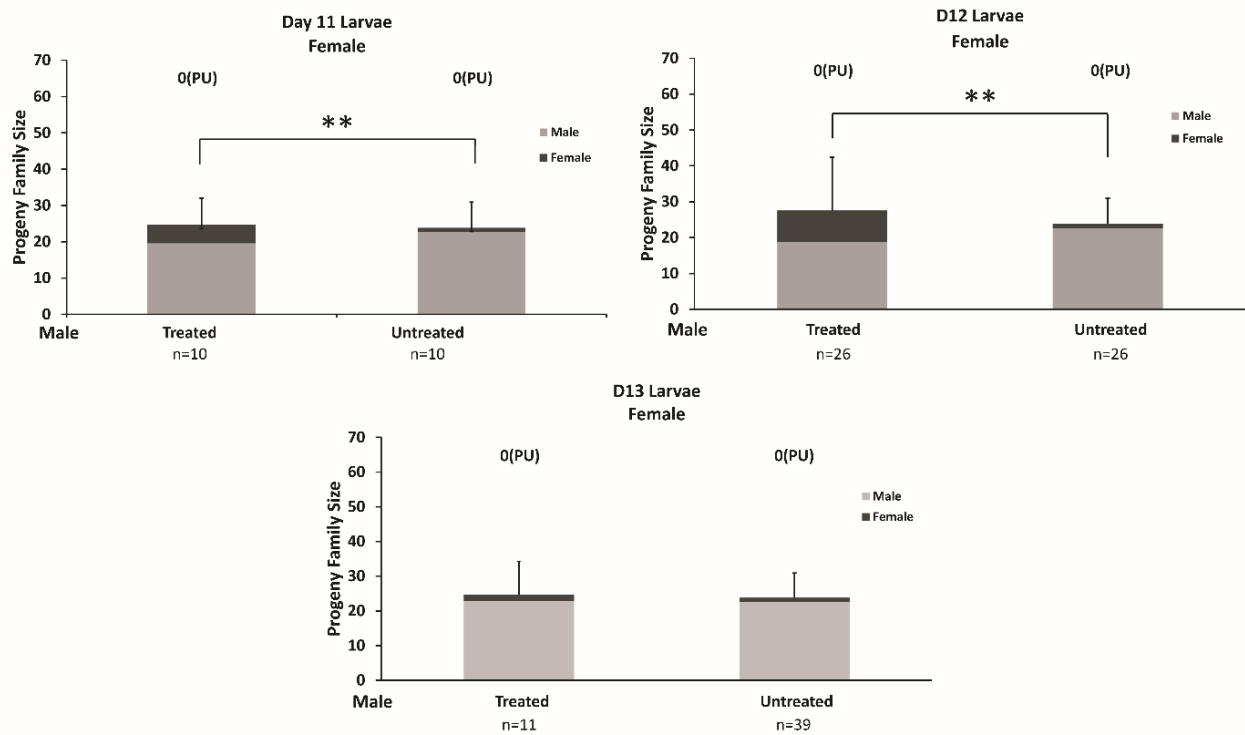 Day 11 Larvae
Female
Progeny Family Size
70
60
50
40
30
20
10
0
0(PU)
0(PU)
**
Male
Female
Male
Treated
Untreated
n=10
n=10
D12 Larvae
Female
Progeny Family Size
70
60
50
40
30
20
10
0
0(PU)
0(PU)
**
Male
Female
Male
Treated
Untreated
n=26
n=26
D13 Larvae
Female
Progeny Family Size
70
60
50
40
30
20
10
0
0(PU)
0(PU)
Male
Female
Male
Treated
Untreated
n=11
n=39